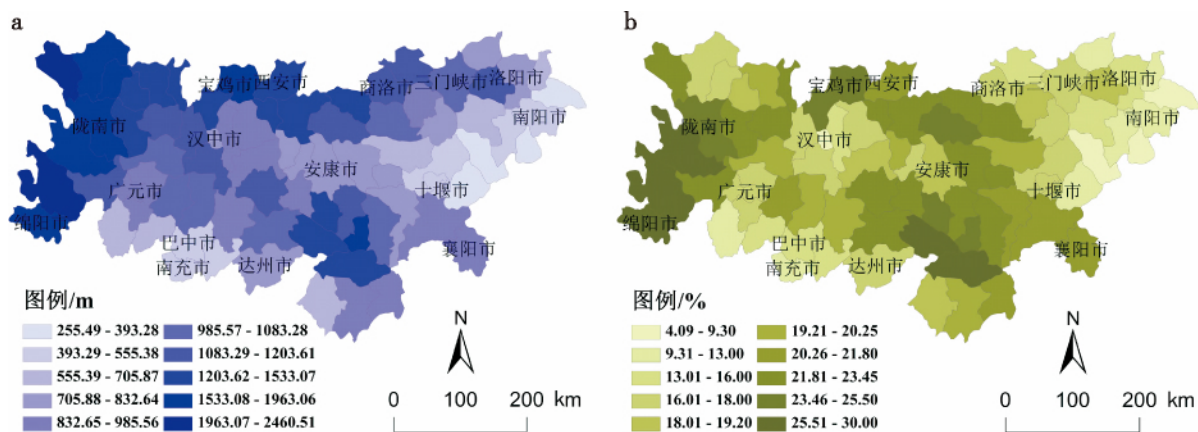 a
宝鸡市 西安市
商洛市
三门峡市
洛阳市
南阳市
陇南市
汉中市
安康市
十堰市
广元市
绵阳市
巴中市
南充市
达州市
襄阳市
图例/m
255.49 - 393.28
393.29 - 555.38
555.39 - 705.87
705.88 - 832.64
832.65 - 985.56
985.57 - 1083.28
1083.29 - 1203.61
1203.62 - 1533.07
1533.08 - 1963.06
1963.07 - 2460.51
N
0 100 200 km
b
宝鸡市
西安市
商洛市
三门峡市
洛阳市
南阳市
陇南市
汉中市
安康市
十堰市
广元市
绵阳市
巴中市
南充市
达州市
襄阳市
图例/%
4.09 - 9.30
9.31 - 13.00
13.01 - 16.00
16.01 - 18.00
18.01 - 19.20
19.21 - 20.25
20.26 - 21.80
21.81 - 23.45
23.46 - 25.50
25.51 - 30.00
N
0 100 200 km